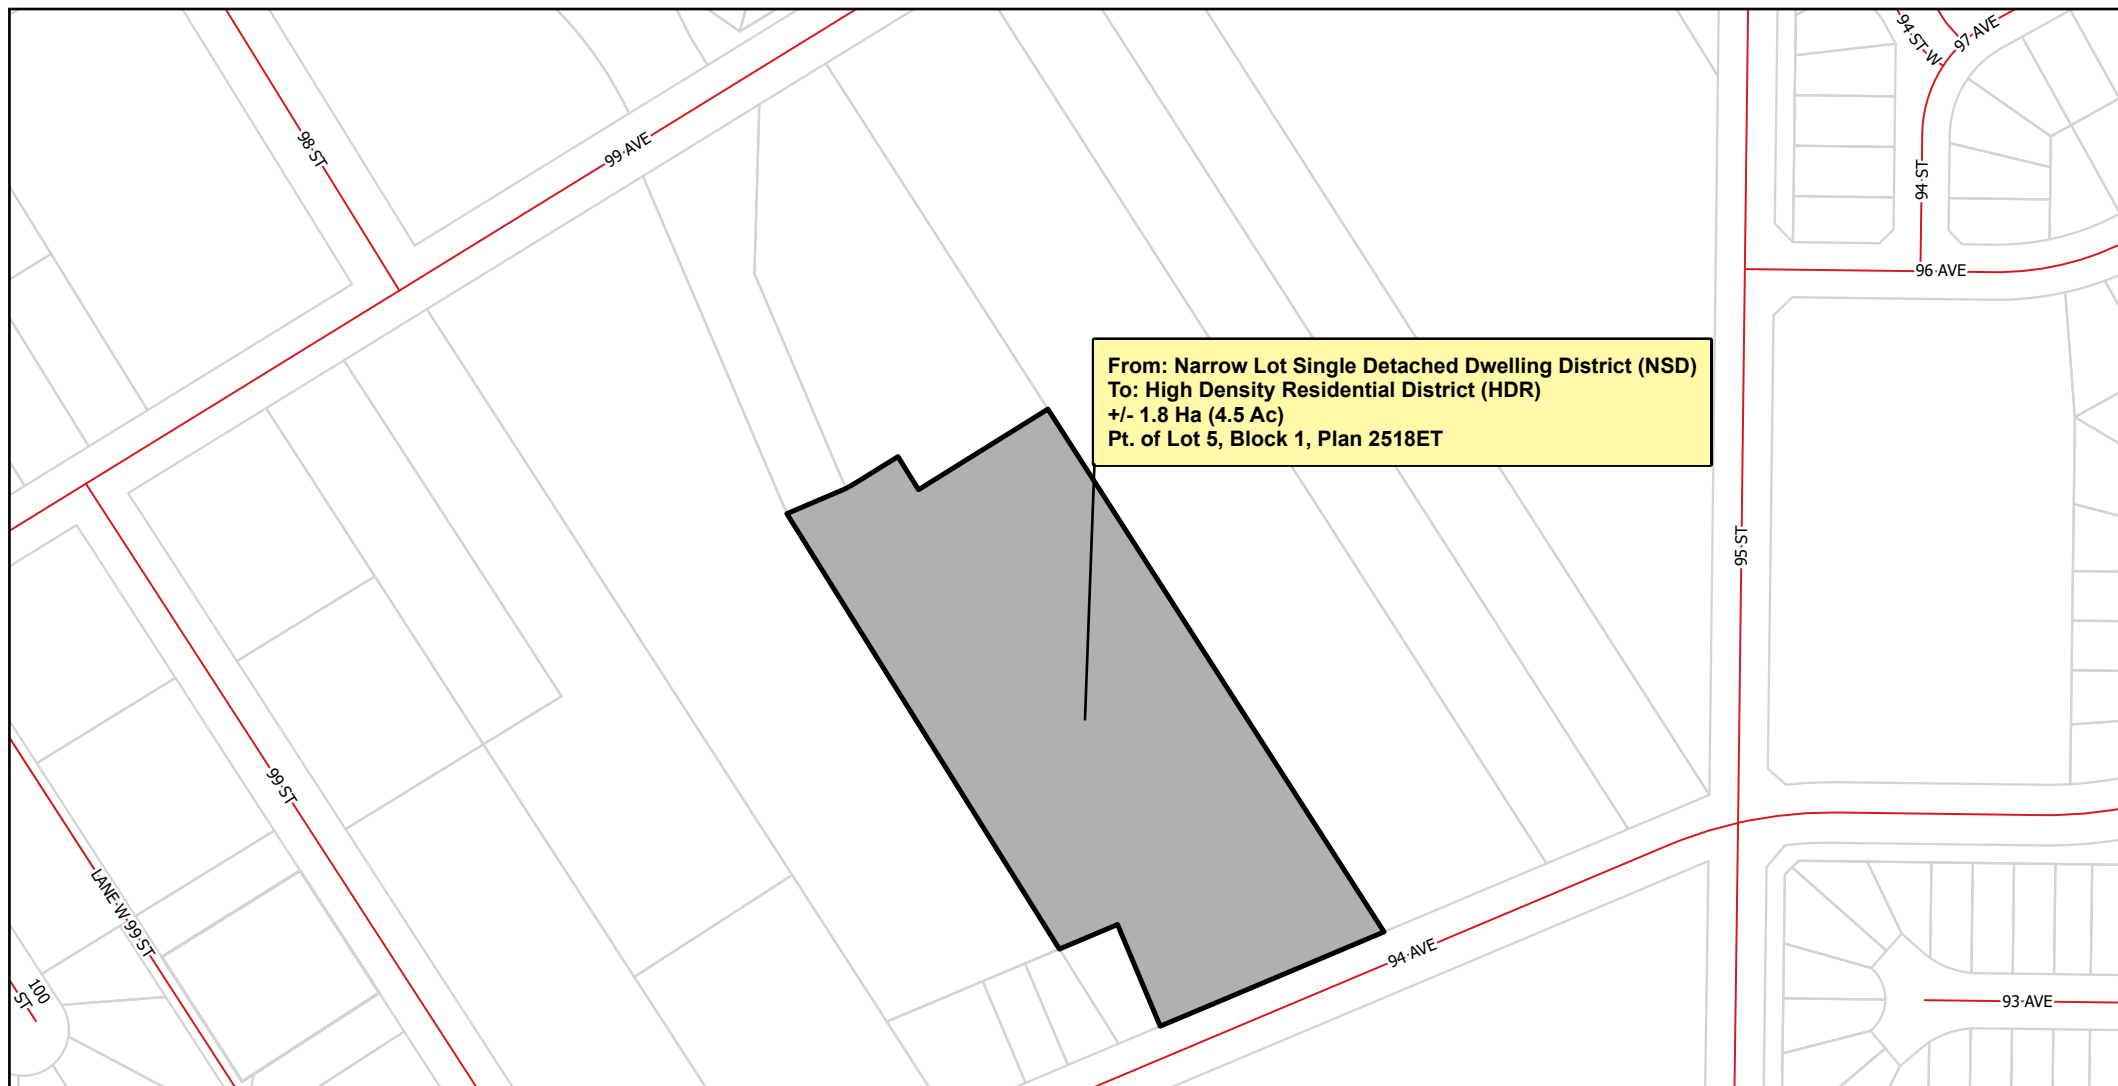 94 ST W
97 AVE
98 ST
99 AVE
94 ST
96 AVE
From: Narrow Lot Single Detached Dwelling District (NSD)
To: High Density Residential District (HDR)
+/- 1.8 Ha (4.5 Ac)
Pt. of Lot 5, Block 1, Plan 2518ET
95 ST
99 ST
LANE W 99 ST
94 AVE
100
ST
93 AVE